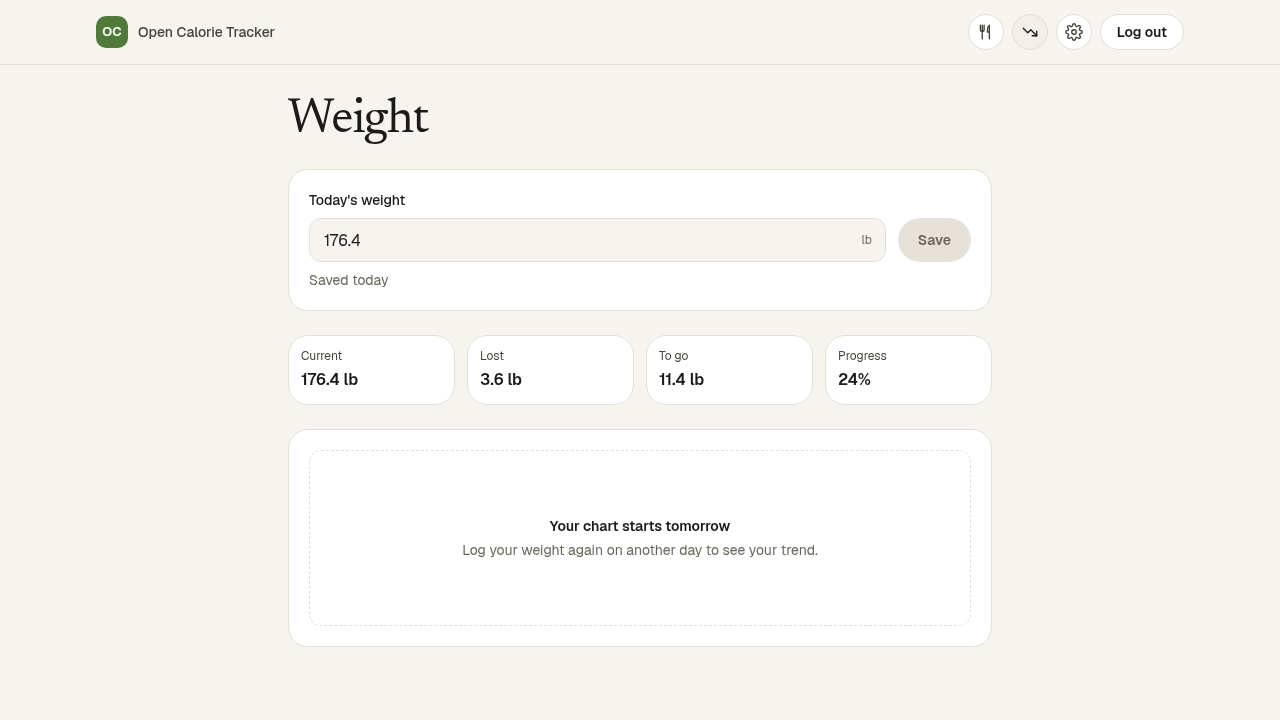 OC
Open Calorie Tracker
Log out
Weight
Today's weight
176.4
lb
Save
Saved today
Current
176.4 lb
Lost
3.6 lb
To go
11.4 lb
Progress
24%
Your chart starts tomorrow
Log your weight again on another day to see your trend.